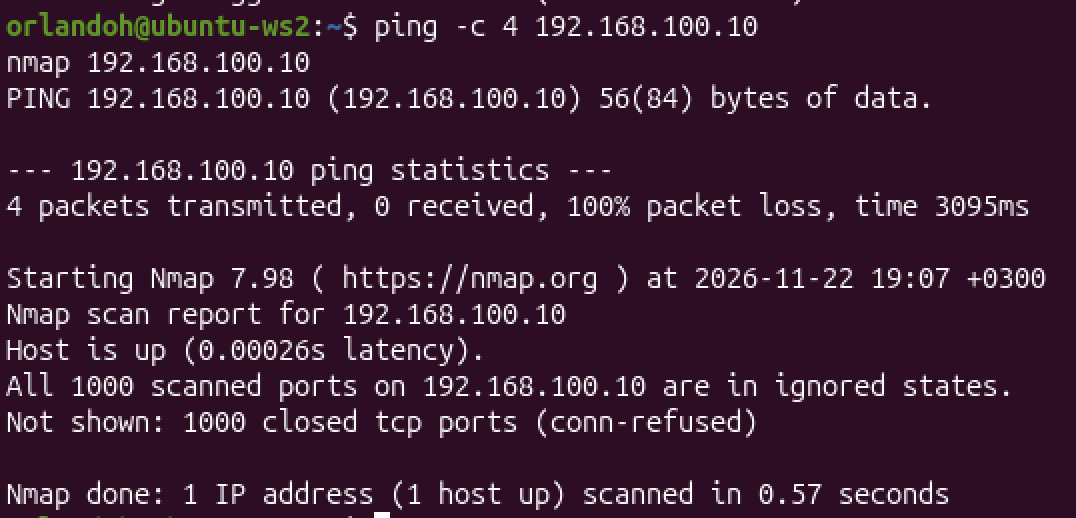 orlandoh@ubuntu-ws2:~$ ping -c 4 192.168.100.10
nmap 192.168.100.10
PING 192.168.100.10 (192.168.100.10) 56(84) bytes of data.
--- 192.168.100.10 ping statistics ---
4 packets transmitted, 0 received, 100% packet loss, time 3095ms
Starting Nmap 7.98 ( https://nmap.org ) at 2026-11-22 19:07 +0300
Nmap scan report for 192.168.100.10
Host is up (0.00026s latency).
All 1000 scanned ports on 192.168.100.10 are in ignored states.
Not shown: 1000 closed tcp ports (conn-refused)
Nmap done: 1 IP address (1 host up) scanned in 0.57 seconds